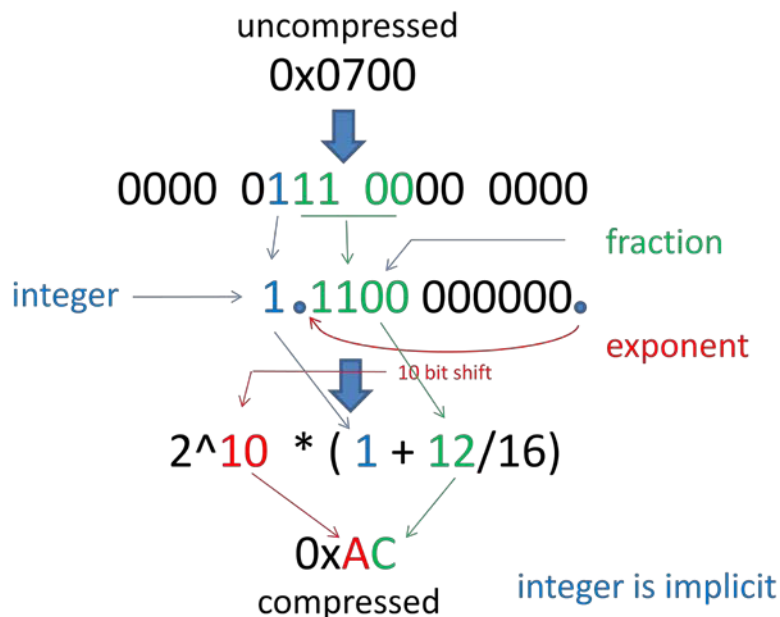 uncompressed
0x0700
0000 0111 0000 0000
fraction
integer 1.1100 000000.
exponent
10 bit shift
2^10 * ( 1 + 12/16)
0xAC
compressed
integer is implicit